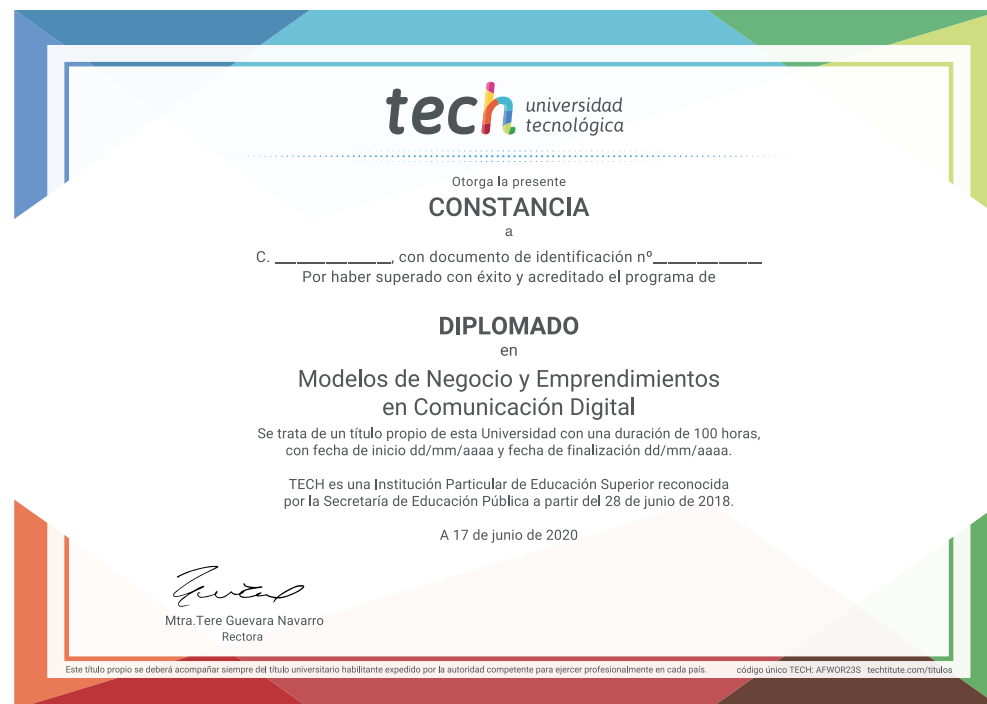 tech universidad
tecnológica
Otorga la presente
CONSTANCIA
a
C. ______________, con documento de identificación nº______________
Por haber superado con éxito y acreditado el programa de
DIPLOMADO
en
Modelos de Negocio y Emprendimientos
en Comunicación Digital
Se trata de un título propio de esta Universidad con una duración de 100 horas,
con fecha de inicio dd/mm/aaaa y fecha de finalización dd/mm/aaaa.
TECH es una Institución Particular de Educación Superior reconocida
por la Secretaría de Educación Pública a partir del 28 de junio de 2018.
A 17 de junio de 2020
Mtra.Tere Guevara Navarro
Rectora
Este título propio se deberá acompañar siempre del título universitario habilitante expedido por la autoridad competente para ejercer profesionalmente en cada país. código único TECH: AFWOR23S techtitute.com/titulos